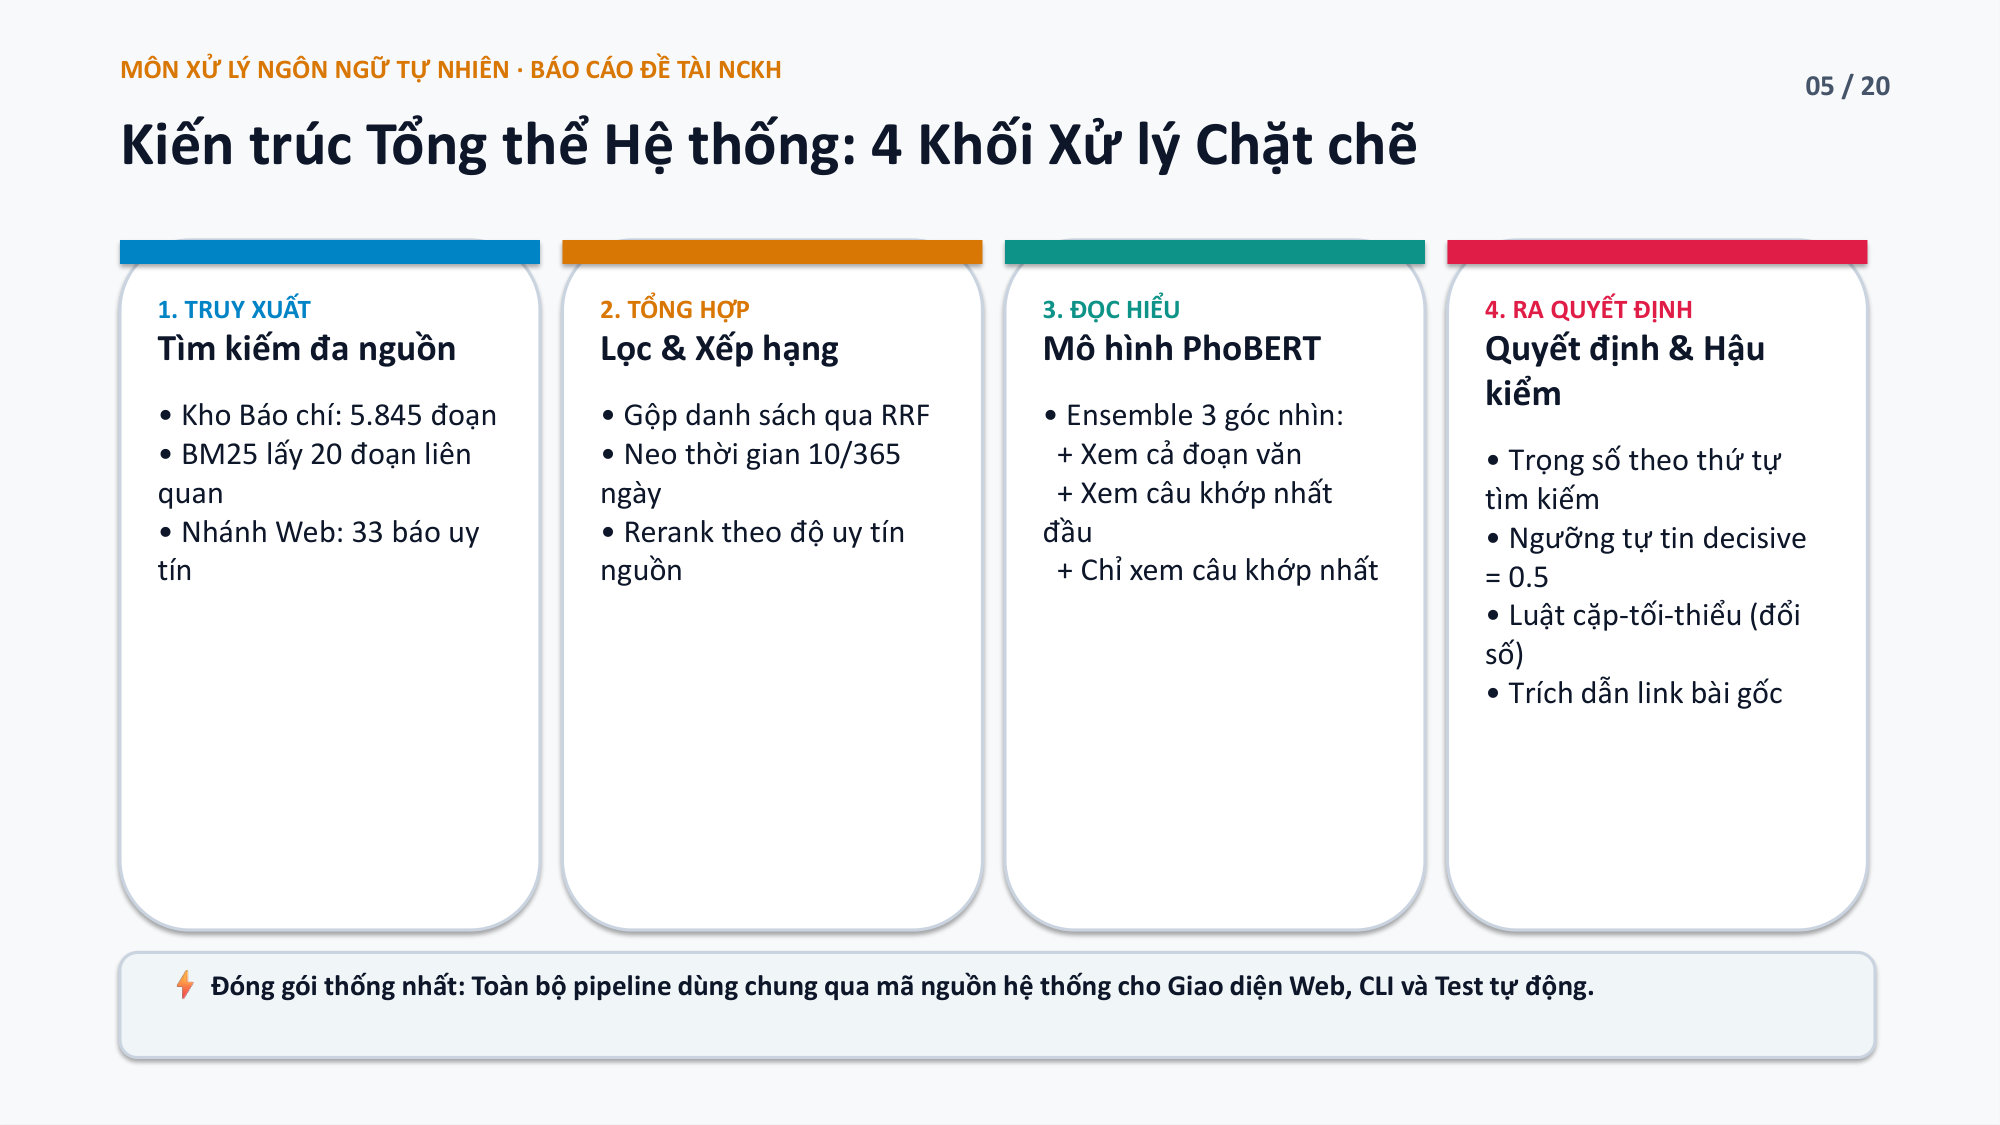 MÔN XỬ LÝ NGÔN NGỮ TỰ NHIÊN · BÁO CÁO ĐỀ TÀI NCKH
05 / 20
Kiến trúc Tổng thể Hệ thống: 4 Khối Xử lý Chặt chẽ
1. TRUY XUẤT
Tìm kiếm đa nguồn
• Kho Báo chí: 5.845 đoạn
• BM25 lấy 20 đoạn liên
quan
• Nhánh Web: 33 báo uy
tín
2. TỔNG HỢP
Lọc & Xếp hạng
• Gộp danh sách qua RRF
• Neo thời gian 10/365
ngày
• Rerank theo độ uy tín
nguồn
3. ĐỌC HIỂU
Mô hình PhoBERT
• Ensemble 3 góc nhìn:
+ Xem cả đoạn văn
+ Xem câu khớp nhất
đầu
+ Chỉ xem câu khớp nhất
4. RA QUYẾT ĐỊNH
Quyết định & Hậu
kiểm
• Trọng số theo thứ tự
tìm kiếm
• Ngưỡng tự tin decisive
= 0.5
• Luật cặp-tối-thiểu (đổi
số)
• Trích dẫn link bài gốc
⚡ Đóng gói thống nhất: Toàn bộ pipeline dùng chung qua mã nguồn hệ thống cho Giao diện Web, CLI và Test tự động.